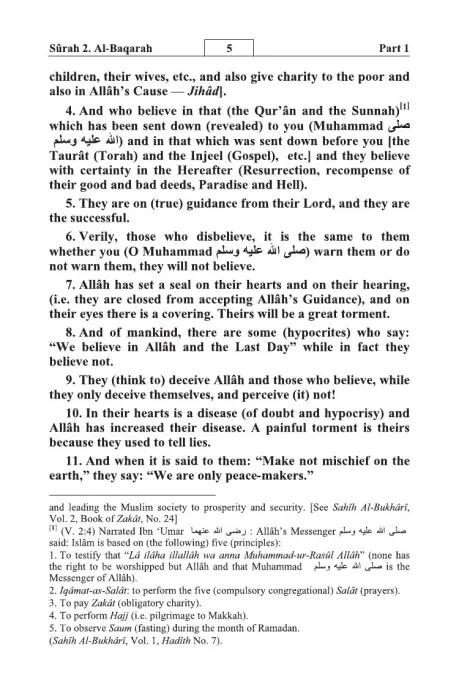 Sûrah 2. Al-Baqarah 5 Part 1
children, their wives, etc., and also give charity to the poor and
also in Allâh's Cause — Jihâd].
4. And who believe in that (the Qur'ân and the Sunnah)[1]
which has been sent down (revealed) to you (Muhammad صلى
الله عليه وسلم) and in that which was sent down before you [the
Taurât (Torah) and the Injeel (Gospel), etc.] and they believe
with certainty in the Hereafter (Resurrection, recompense of
their good and bad deeds, Paradise and Hell).
5. They are on (true) guidance from their Lord, and they are
the successful.
6. Verily, those who disbelieve, it is the same to them
whether you (O Muhammad صلى الله عليه وسلم) warn them or do
not warn them, they will not believe.
7. Allâh has set a seal on their hearts and on their hearing,
(i.e. they are closed from accepting Allâh's Guidance), and on
their eyes there is a covering. Theirs will be a great torment.
8. And of mankind, there are some (hypocrites) who say:
“We believe in Allâh and the Last Day” while in fact they
believe not.
9. They (think to) deceive Allâh and those who believe, while
they only deceive themselves, and perceive (it) not!
10. In their hearts is a disease (of doubt and hypocrisy) and
Allâh has increased their disease. A painful torment is theirs
because they used to tell lies.
11. And when it is said to them: “Make not mischief on the
earth,” they say: “We are only peace-makers.”
and leading the Muslim society to prosperity and security. [See Sahîh Al-Bukhârî,
Vol. 2, Book of Zakât, No. 24]
[1] (V. 2:4) Narrated Ibn 'Umar رضى الله عنهما : Allâh's Messenger صلى الله عليه وسلم
said: Islâm is based on (the following) five (principles):
1. To testify that “Lâ ilâha illallâh wa anna Muhammad-ur-Rasûl Allâh” (none has
the right to be worshipped but Allâh and that Muhammad صلى الله عليه وسلم is the
Messenger of Allâh).
2. Iqâmat-as-Salât: to perform the five (compulsory congregational) Salât (prayers).
3. To pay Zakât (obligatory charity).
4. To perform Hajj (i.e. pilgrimage to Makkah).
5. To observe Saum (fasting) during the month of Ramadan.
(Sahîh Al-Bukhârî, Vol. 1, Hadîth No. 7).